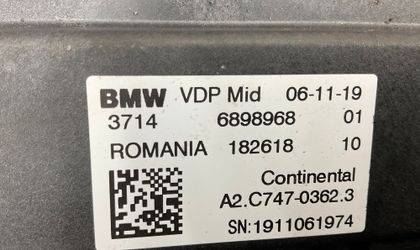 BMW VDP Mid 06-11-19
3714 6898968 01
ROMANIA 182618 10
Continental
A2.C747-0362.3
SN:1911061974